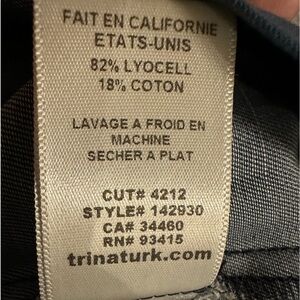 FAIT EN CALIFORNIE
ETATS-UNIS
82% LYOCELL
18% COTON
LAVAGE A FROID EN
MACHINE
SECHER A PLAT
CUT# 4212
STYLE# 142930
CA# 34460
RN# 93415
trinaturk.com